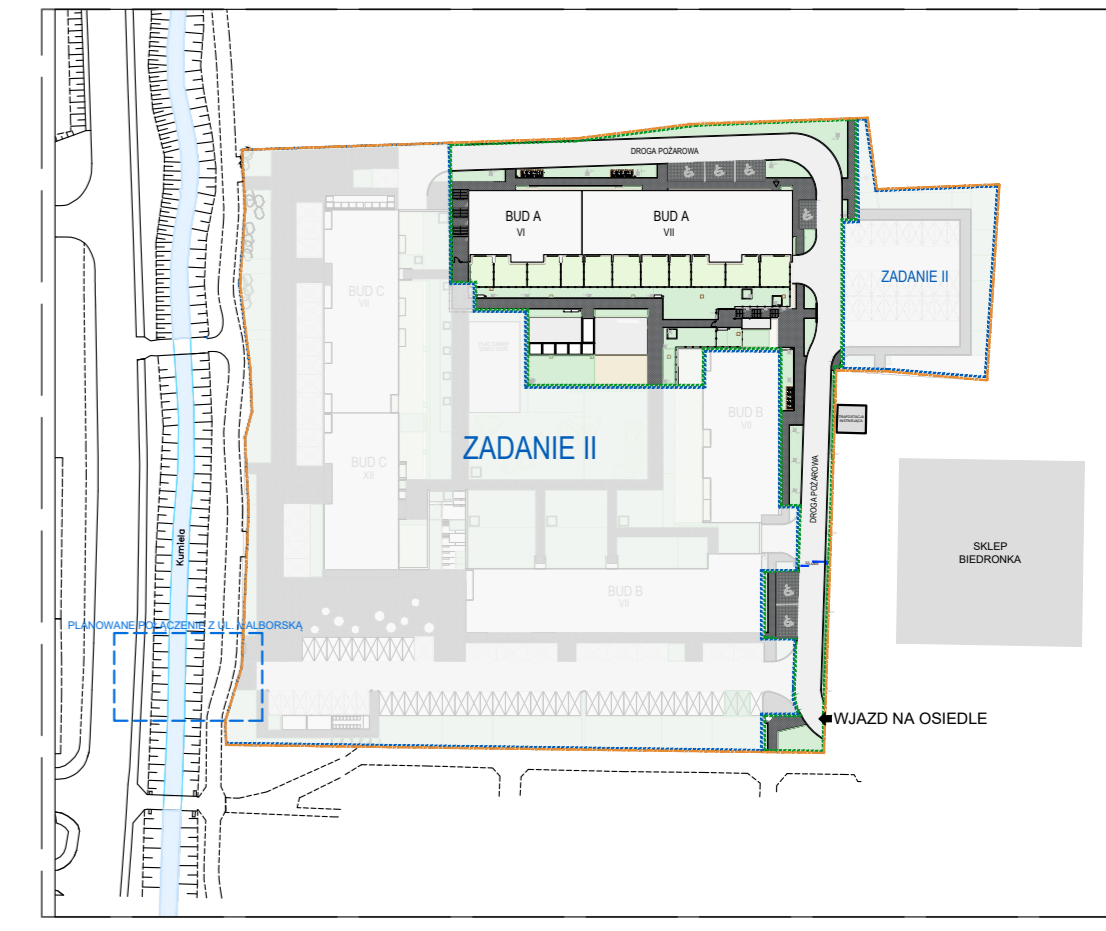 DROGA POŻAROWA
BUD A
VI
BUD A
VII
ZADANIE II
BUD C
VIII
BUD B
VII
ZADANIE II
BUD C
XII
DROGA POŻAROWA
SKLEP
BIEDRONKA
Kumiela
BUD B
VII
PLANOWANE POŁĄCZENIE Z UL. MALBORSKĄ
WJAZD NA OSIEDLE